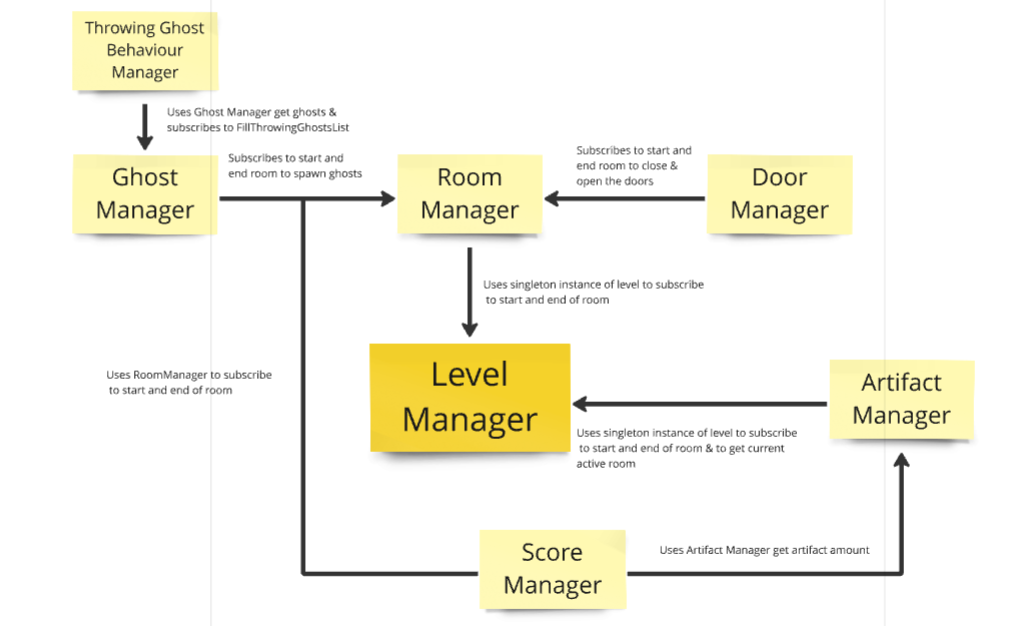 Throwing Ghost
Behaviour
Manager
Uses Ghost Manager get ghosts &
subscribes to FillThrowingGhostsList
Ghost
Manager
Subscribes to start and
end room to spawn ghosts
Room
Manager
Subscribes to start and
end room to close &
open the doors
Door
Manager
Uses singleton instance of level to subscribe
to start and end of room
Uses RoomManager to subscribe
to start and end of room
Level
Manager
Artifact
Manager
Uses singleton instance of level to subscribe
to start and end of room & to get current
active room
Score
Manager
Uses Artifact Manager get artifact amount